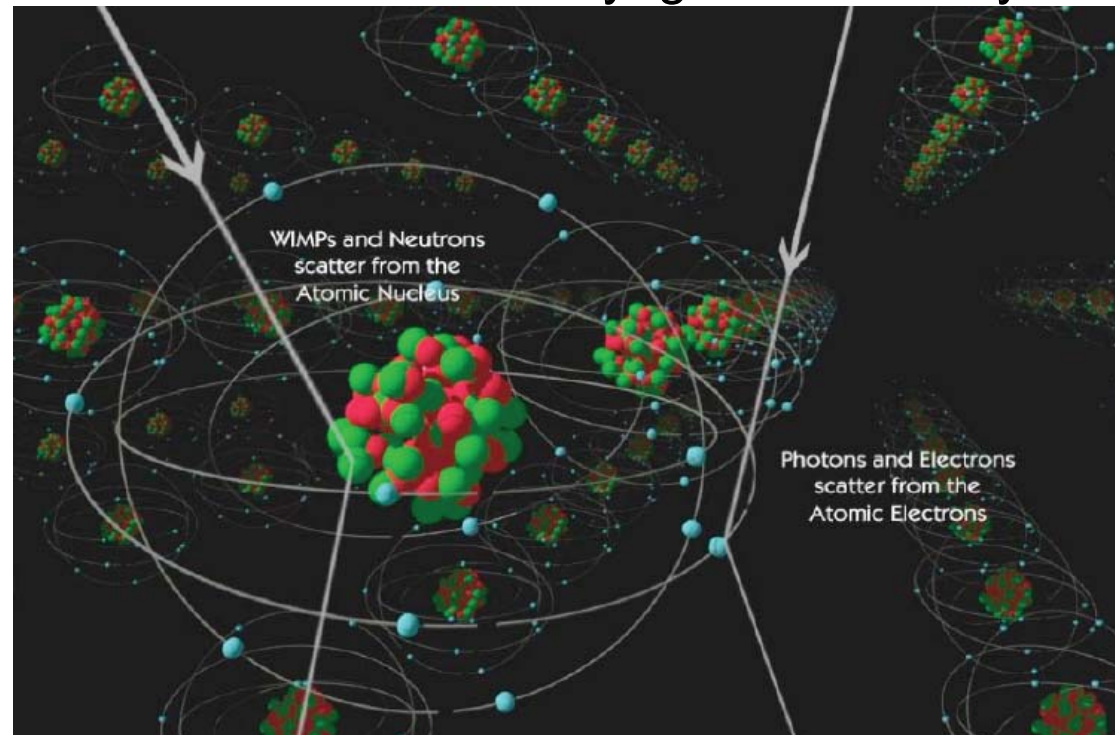 WIMPs and Neutrons
scatter from the
Atomic Nucleus
Photons and Electrons
scatter from the
Atomic Electrons